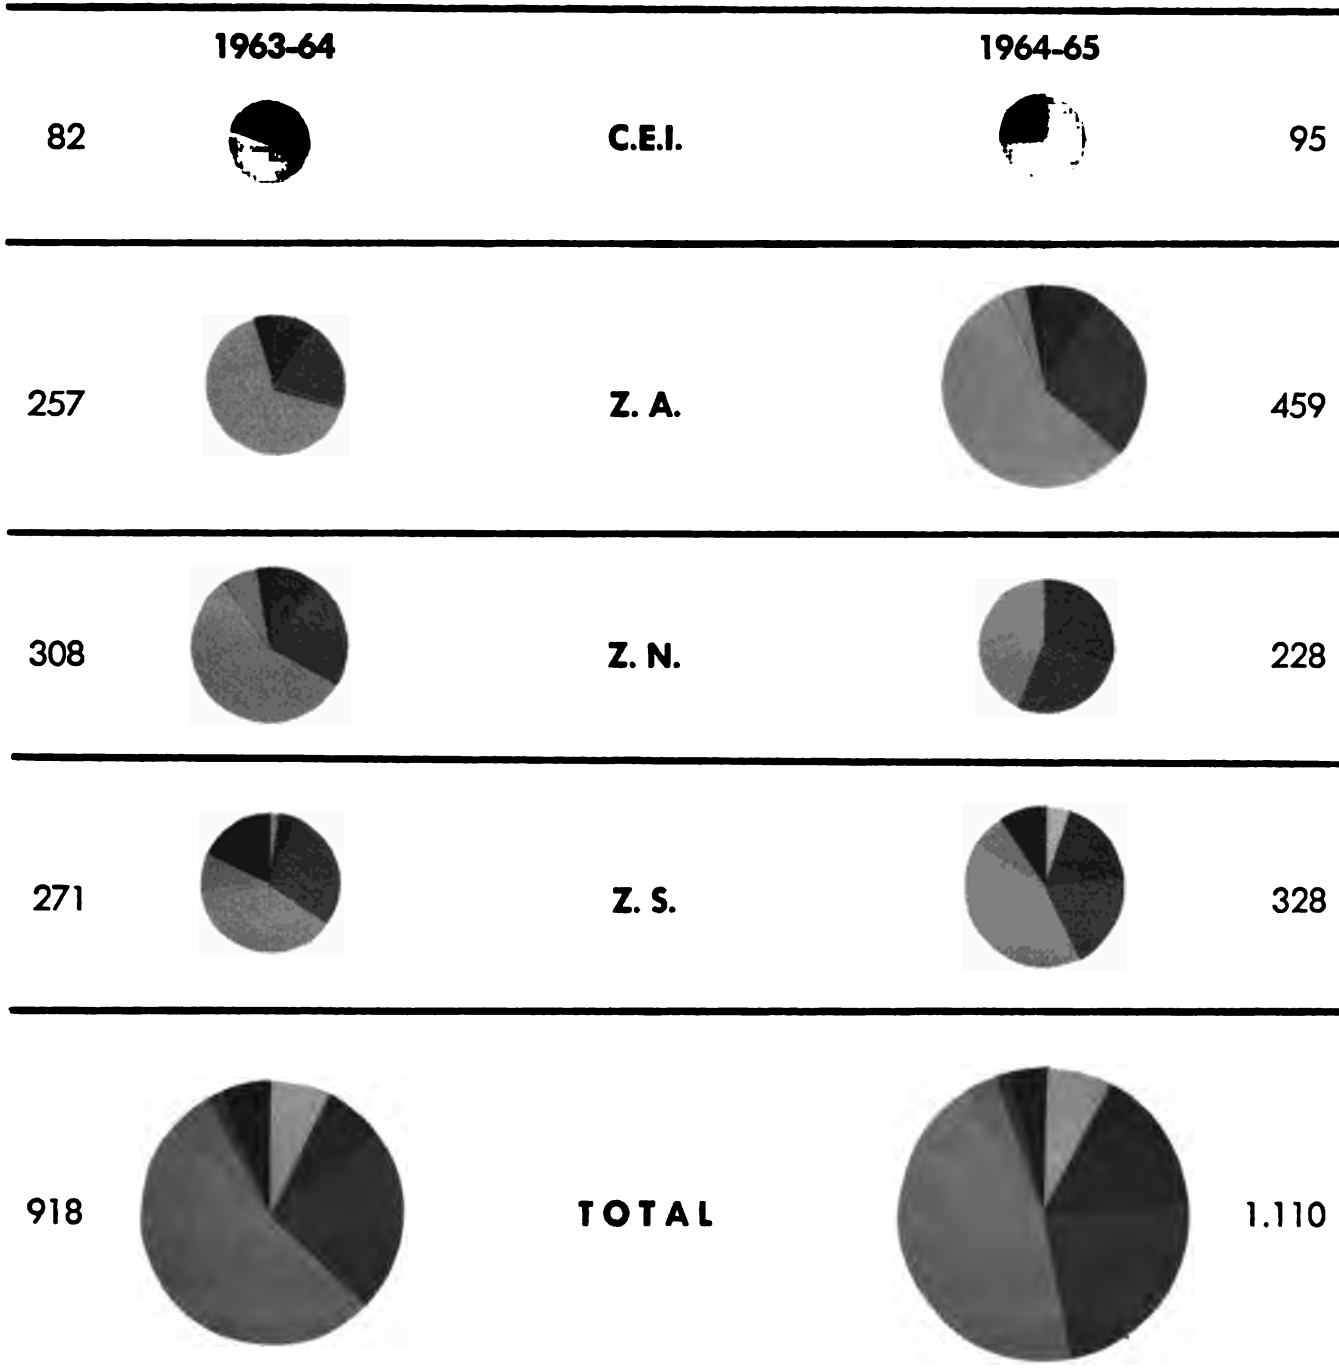 1963-64 1964-65
82 C.E.I. 95
257 Z. A. 459
308 Z. N. 228
271 Z. S. 328
918 TOTAL 1.110